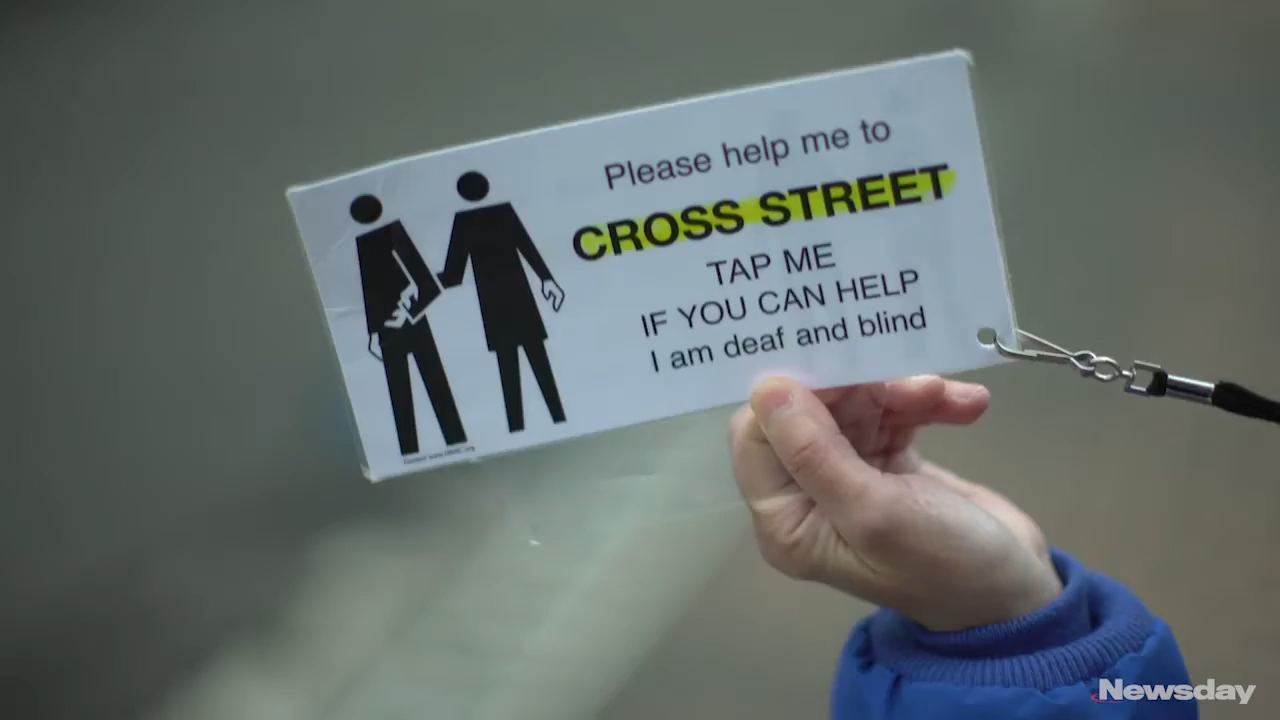 Please help me to
CROSS STREET
TAP ME
IF YOU CAN HELP
I am deaf and blind
Newsday